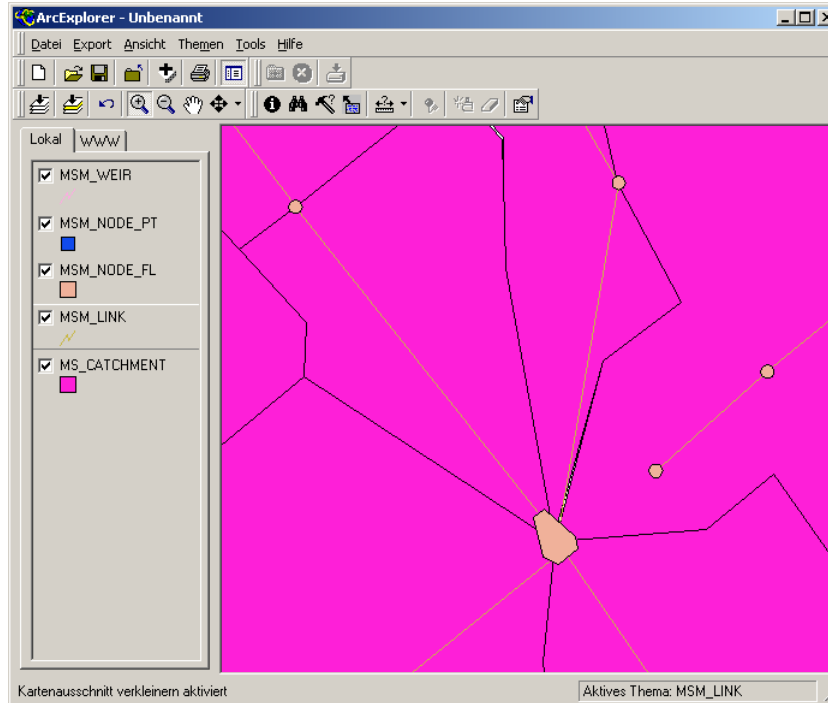 ArcExplorer - Unbenannt
Datei Export Ansicht Themen Tools Hilfe
Lokal WWW
MSM_WEIR
MSM_NODE_PT
MSM_NODE_FL
MSM_LINK
MS_CATCHMENT
Kartenausschnitt verkleinern aktiviert
Aktives Thema: MSM_LINK